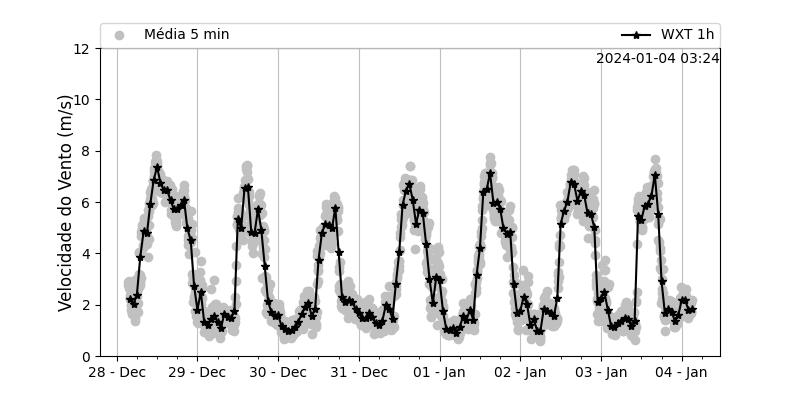 Média 5 min
WXT 1h
2024-01-04 03:24
Velocidade do Vento (m/s)
12
10
8
6
4
2
0
28 - Dec
29 - Dec
30 - Dec
31 - Dec
01 - Jan
02 - Jan
03 - Jan
04 - Jan